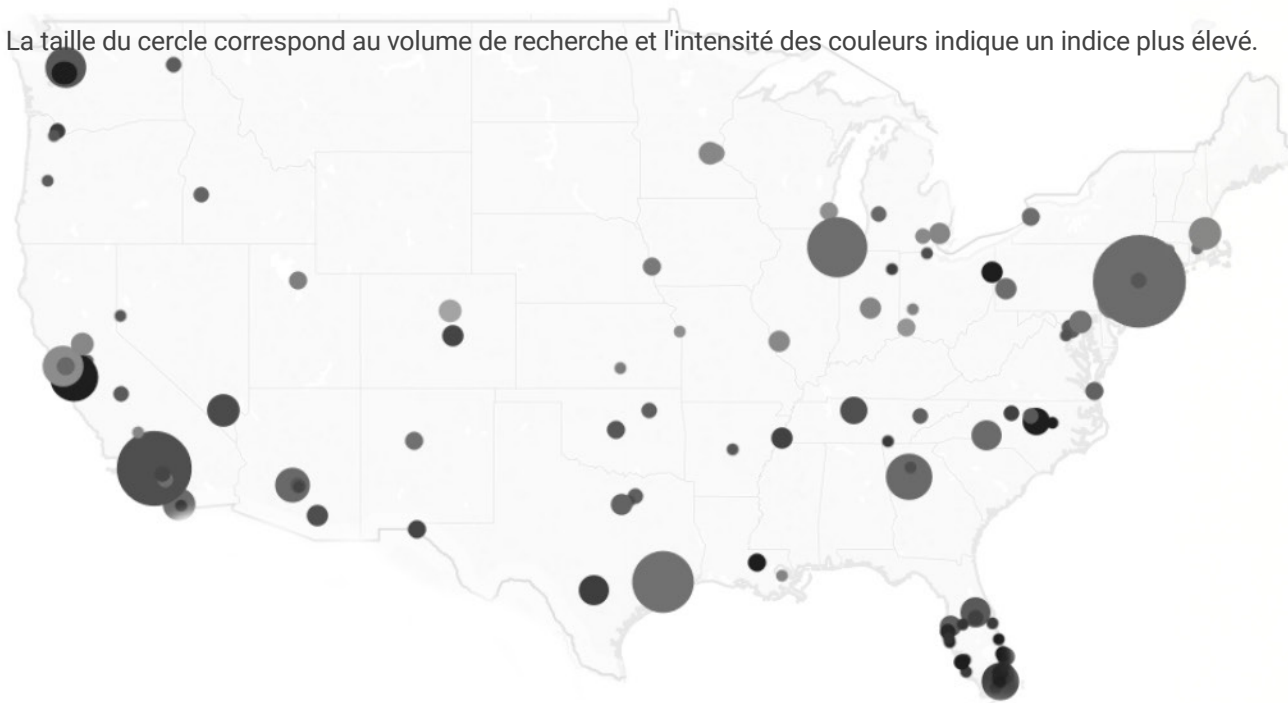 La taille du cercle correspond au volume de recherche et l'intensité des couleurs indique un indice plus élevé.